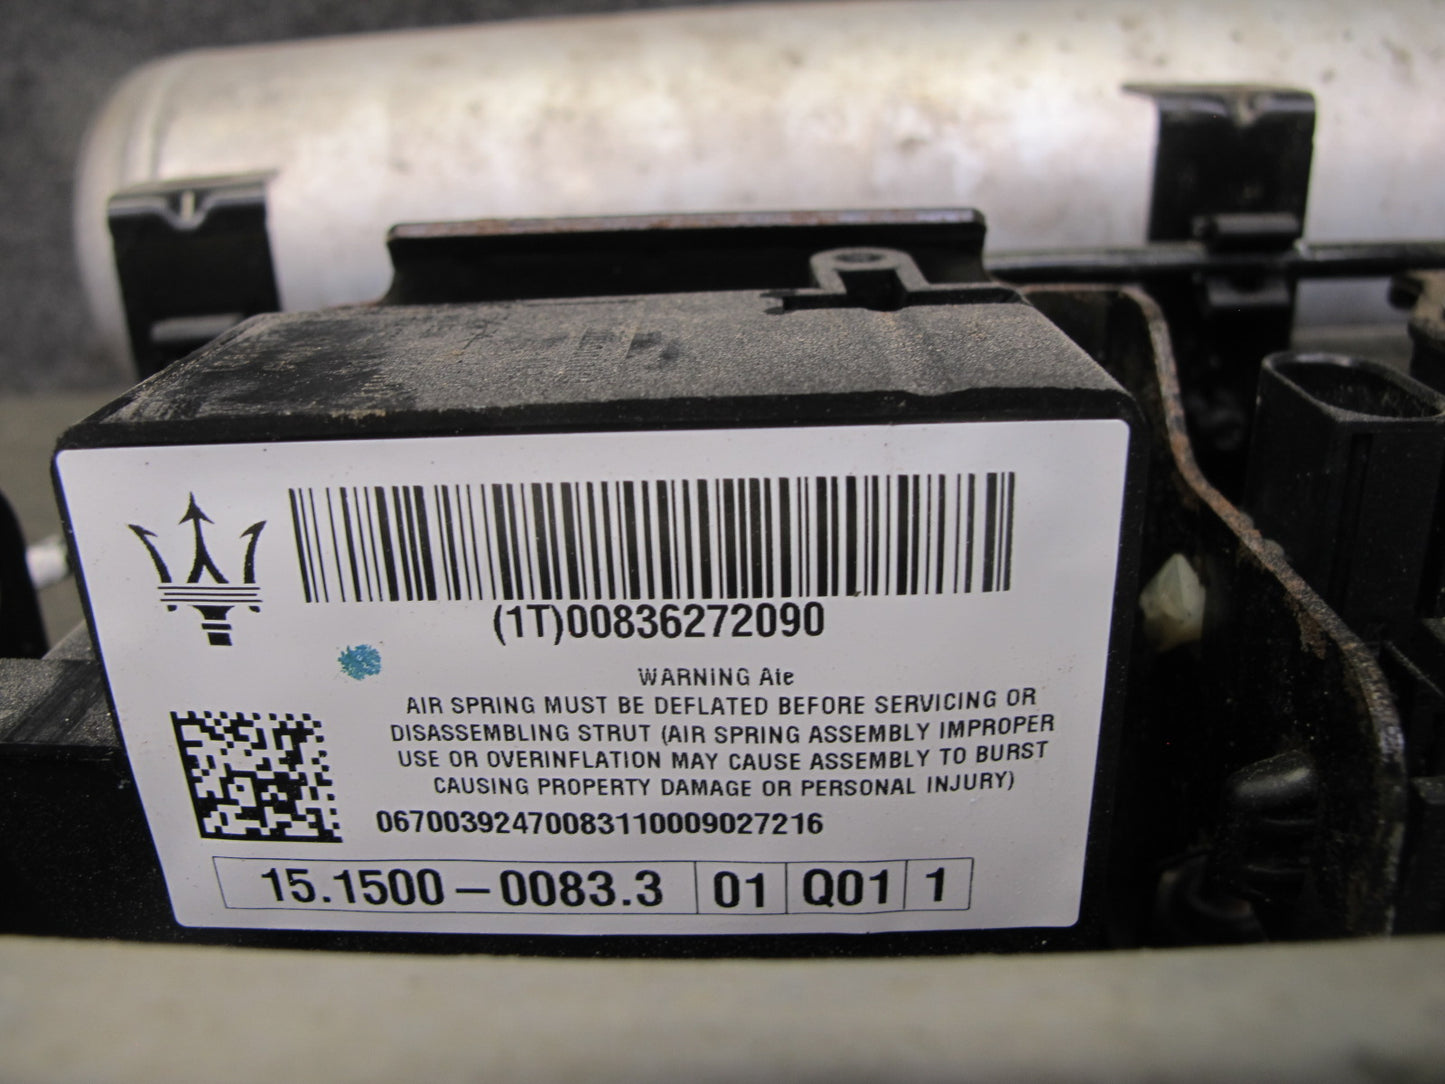 (1T)00836272090
WARNING Ate
AIR SPRING MUST BE DEFLATED BEFORE SERVICING OR
DISASSEMBLING STRUT (AIR SPRING ASSEMBLY IMPROPER
USE OR OVERINFLATION MAY CAUSE ASSEMBLY TO BURST
CAUSING PROPERTY DAMAGE OR PERSONAL INJURY)
06700392470083110009027216
15.1500-0083.3 01 Q01 1